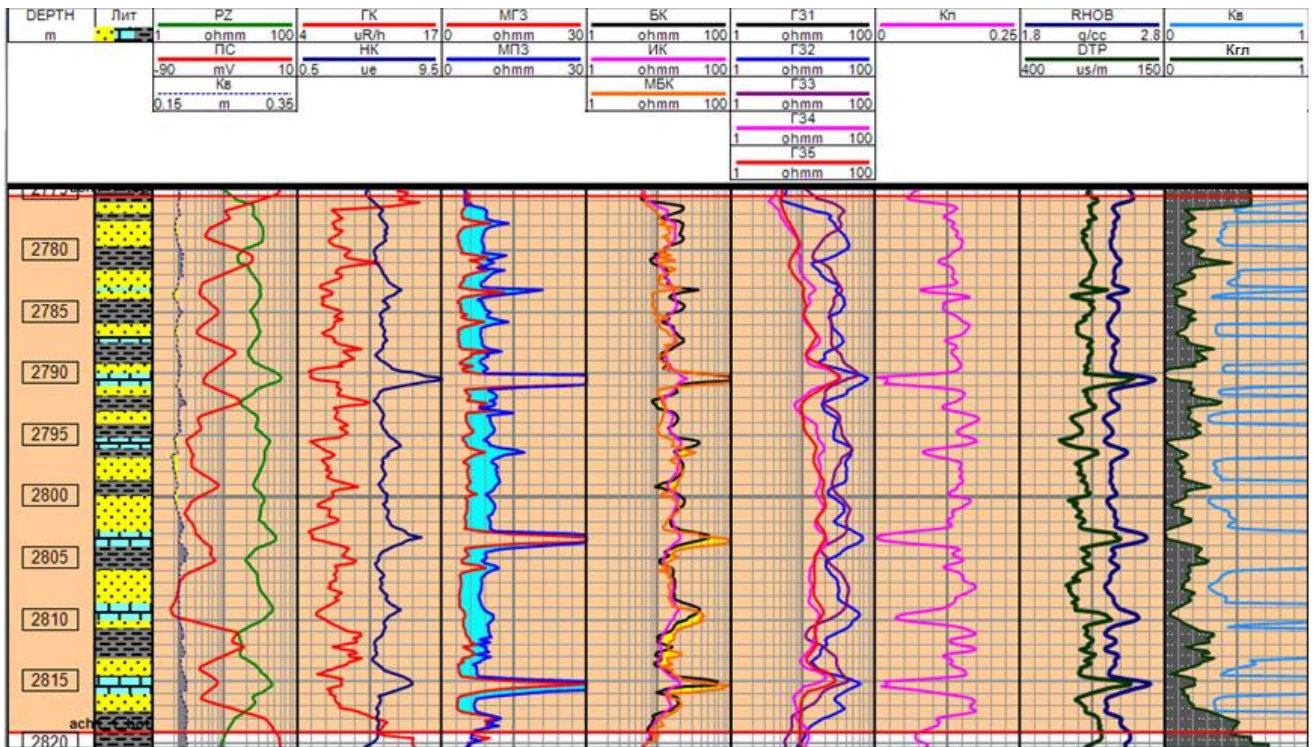 DEPTH Лит PZ ГК МГЗ БК ГЗ1 Кп RHOB Кв
m 1 ohmm 100 4 uR/h 17 0 ohmm 30 1 ohmm 100 1 ohmm 100 0 0.25 1.8 g/cc 2.8 0 1
ПС НК МПЗ ИК ГЗ2 DTP Кгл
-90 mV 10 0.5 ue 9.5 0 ohmm 30 1 ohmm 100 1 ohmm 100 400 us/m 150 0 1
Кв МБК ГЗ3
0.15 m 0.35 1 ohmm 100 1 ohmm 100
ГЗ4
1 ohmm 100
ГЗ5
1 ohmm 100
2780
2785
2790
2795
2800
2805
2810
2815
2820